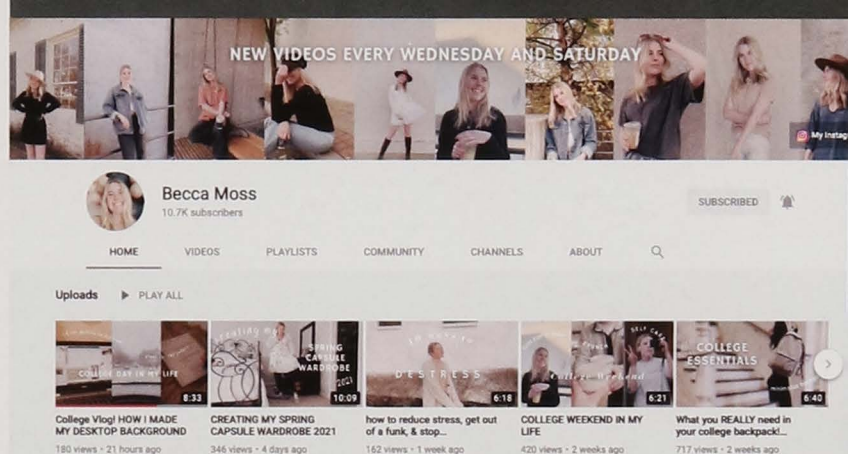 NEW VIDEOS EVERY WEDNESDAY AND SATURDAY
My Instag
Becca Moss
10.7K subscribers
SUBSCRIBED
HOME VIDEOS PLAYLISTS COMMUNITY CHANNELS ABOUT
Uploads PLAY ALL
COLLEGE DAY IN MY LIFE
8:33
creating my
SPRING
CAPSULE
WARDROBE
2021
10:09
DESTRESS
6:18
SELF CARE
College Weekend
6:21
COLLEGE
ESSENTIALS
6:40
College Vlog! HOW I MADE
MY DESKTOP BACKGROUND
180 views • 21 hours ago
CREATING MY SPRING
CAPSULE WARDROBE 2021
346 views • 4 days ago
how to reduce stress, get out
of a funk, & stop...
162 views • 1 week ago
COLLEGE WEEKEND IN MY
LIFE
420 views • 2 weeks ago
What you REALLY need in
your college backpack!...
717 views • 2 weeks ago